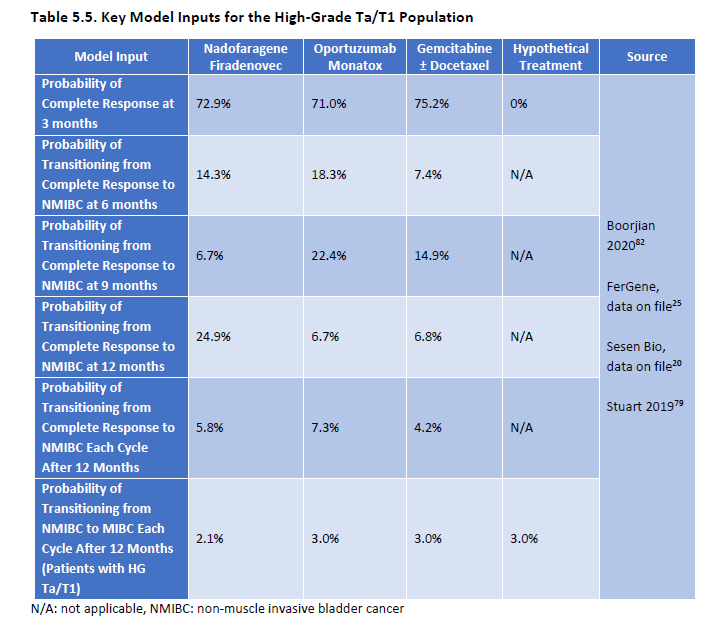 Table 5.5. Key Model Inputs for the High-Grade Ta/T1 Population
Model Input
Nadofaragene
Firadenovec
Oportuzumab
Monatox
Gemcitabine
± Docetaxel
Hypothetical
Treatment
Source
Probability of
Complete Response at
3 months
72.9%
71.0%
75.2%
0%
Probability of
Transitioning from
Complete Response to
NMIBC at 6 months
14.3%
18.3%
7.4%
N/A
Probability of
Transitioning from
Complete Response to
NMIBC at 9 months
6.7%
22.4%
14.9%
N/A
Probability of
Transitioning from
Complete Response to
NMIBC at 12 months
24.9%
6.7%
6.8%
N/A
Probability of
Transitioning from
Complete Response to
NMIBC Each Cycle
After 12 Months
5.8%
7.3%
4.2%
N/A
Probability of
Transitioning from
NMIBC to MIBC Each
Cycle After 12 Months
(Patients with HG
Ta/T1)
2.1%
3.0%
3.0%
3.0%
Boorjian
2020⁸²
FerGene,
data on file²⁵
Sesen Bio,
data on file²⁰
Stuart 2019⁷⁹
N/A: not applicable, NMIBC: non-muscle invasive bladder cancer